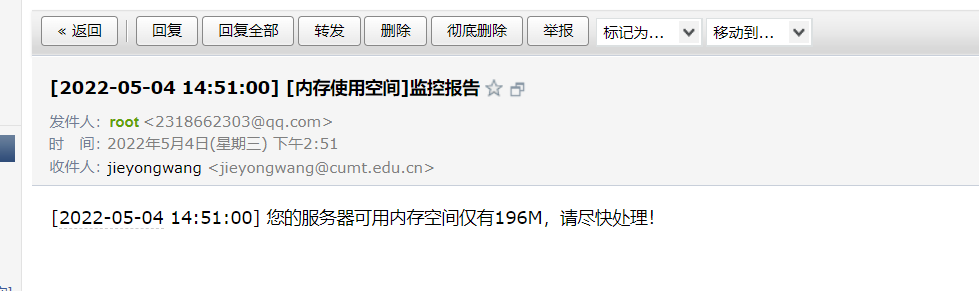 « 返回 回复 回复全部 转发 删除 彻底删除 举报 标记为... 移动到...
[2022-05-04 14:51:00] [内存使用空间]监控报告
发件人：root <2318662303@qq.com>
时　间：2022年5月4日(星期三) 下午2:51
收件人：jieyongwang <jieyongwang@cumt.edu.cn>
[2022-05-04 14:51:00] 您的服务器可用内存空间仅有196M，请尽快处理！